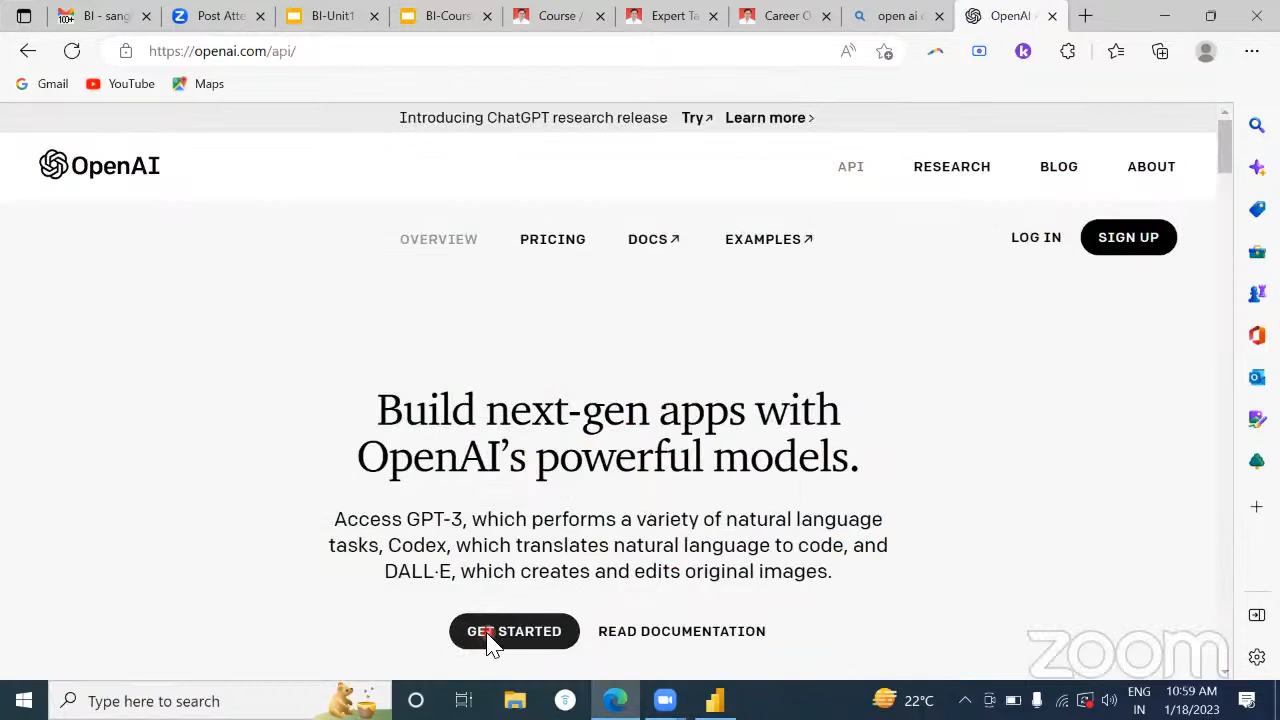 M - sang
Post Atte
BI-Unit1
BI-Cours
Course /
Expert Ta
Career O
open ai c
OpenAI
https://openai.com/api/
Gmail YouTube Maps
Introducing ChatGPT research release Try↗ Learn more ›
OpenAI
API RESEARCH BLOG ABOUT
OVERVIEW PRICING DOCS↗ EXAMPLES↗
LOG IN SIGN UP
Build next-gen apps with
OpenAI’s powerful models.
Access GPT-3, which performs a variety of natural language
tasks, Codex, which translates natural language to code, and
DALL·E, which creates and edits original images.
GET STARTED READ DOCUMENTATION
zoom
Type here to search
22°C
ENG
IN
10:59 AM
1/18/2023